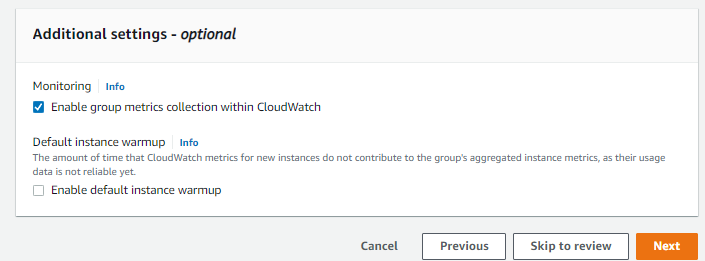 Additional settings - optional
Monitoring Info
Enable group metrics collection within CloudWatch
Default instance warmup Info
The amount of time that CloudWatch metrics for new instances do not contribute to the group's aggregated instance metrics, as their usage
data is not reliable yet.
Enable default instance warmup
Cancel Previous Skip to review Next